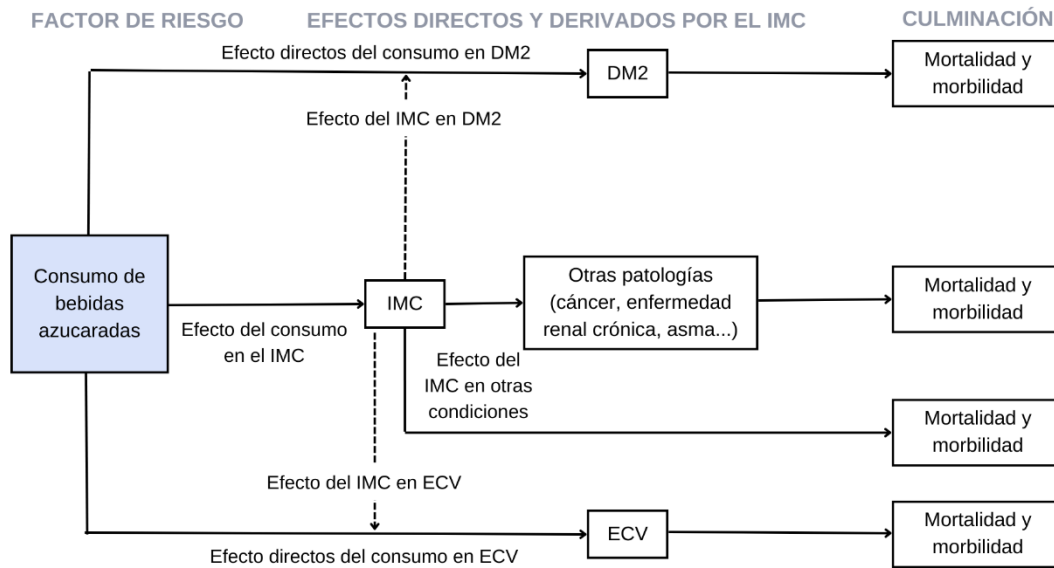 FACTOR DE RIESGO
EFECTOS DIRECTOS Y DERIVADOS POR EL IMC
CULMINACIÓN
Efecto directos del consumo en DM2
DM2
Mortalidad y
morbilidad
Efecto del IMC en DM2
Consumo de
bebidas
azucaradas
Efecto del consumo
en el IMC
IMC
Otras patologías
(cáncer, enfermedad
renal crónica, asma...)
Mortalidad y
morbilidad
Efecto del
IMC en otras
condiciones
Mortalidad y
morbilidad
Efecto del IMC en ECV
Efecto directos del consumo en ECV
ECV
Mortalidad y
morbilidad